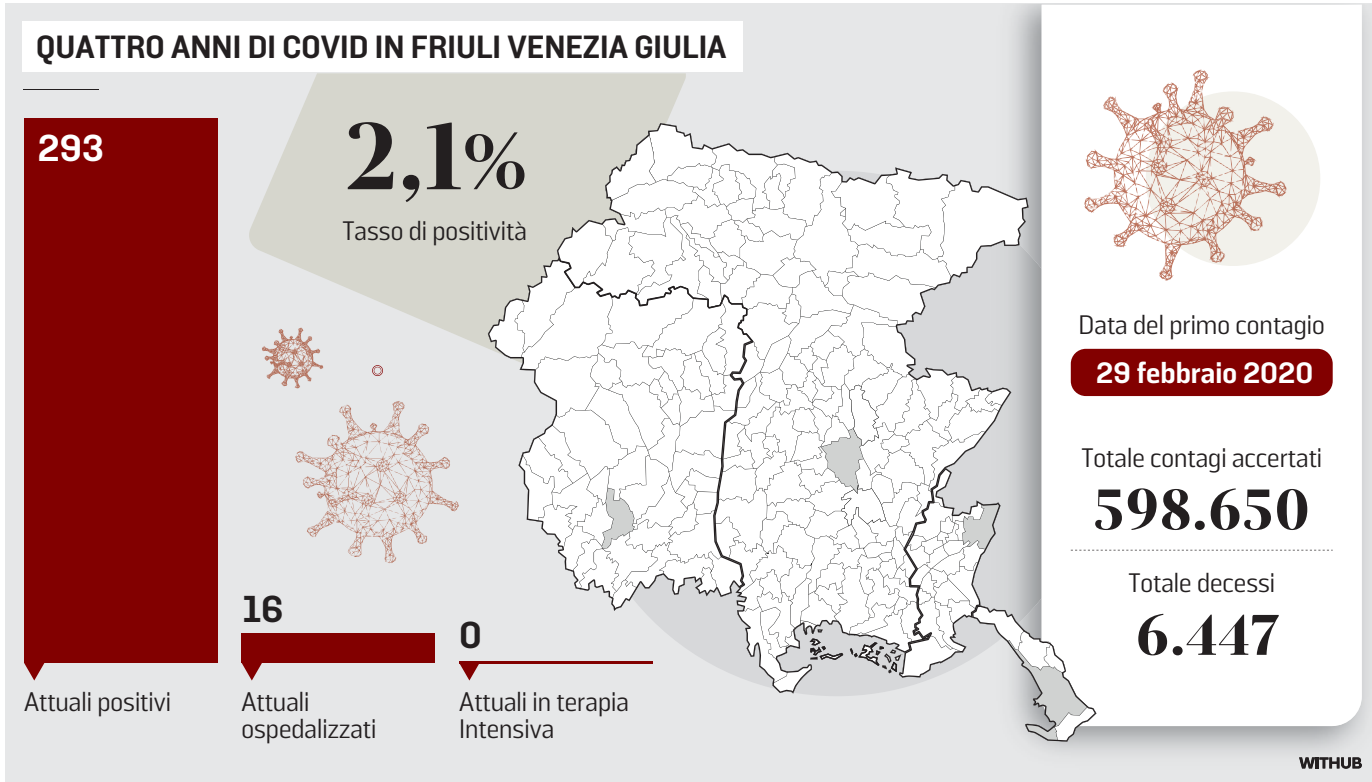 QUATTRO ANNI DI COVID IN FRIULI VENEZIA GIULIA
293
Attuali positivi
16
Attuali
ospedalizzati
0
Attuali in terapia
Intensiva
2,1%
Tasso di positività
Data del primo contagio
29 febbraio 2020
Totale contagi accertati
598.650
Totale decessi
6.447
WITHUB